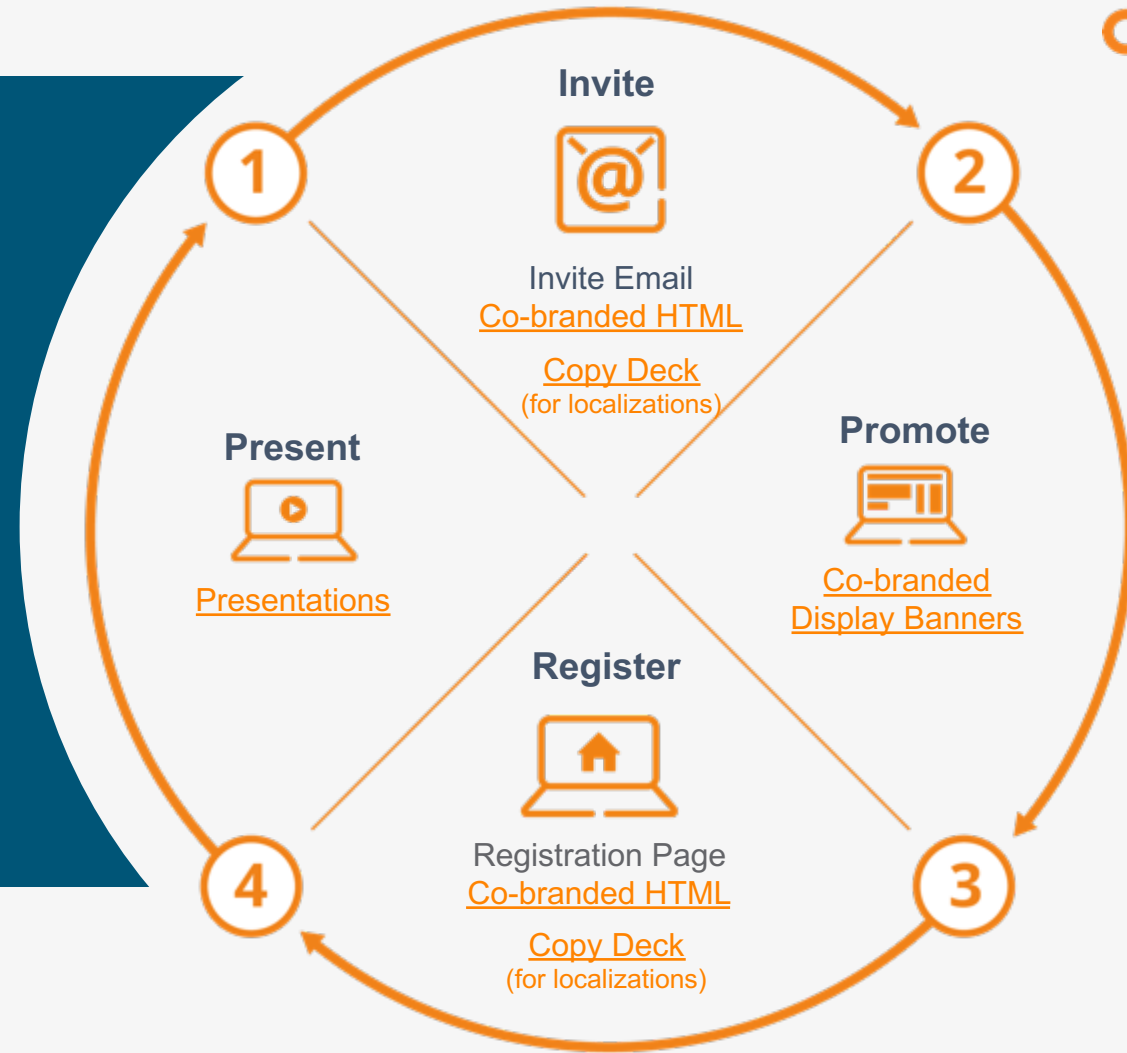 Invite
1
@
2
Invite Email
Co-branded HTML
Copy Deck
(for localizations)
Promote
Co-branded
Display Banners
Present
Presentations
Register
Registration Page
Co-branded HTML
Copy Deck
(for localizations)
3
4